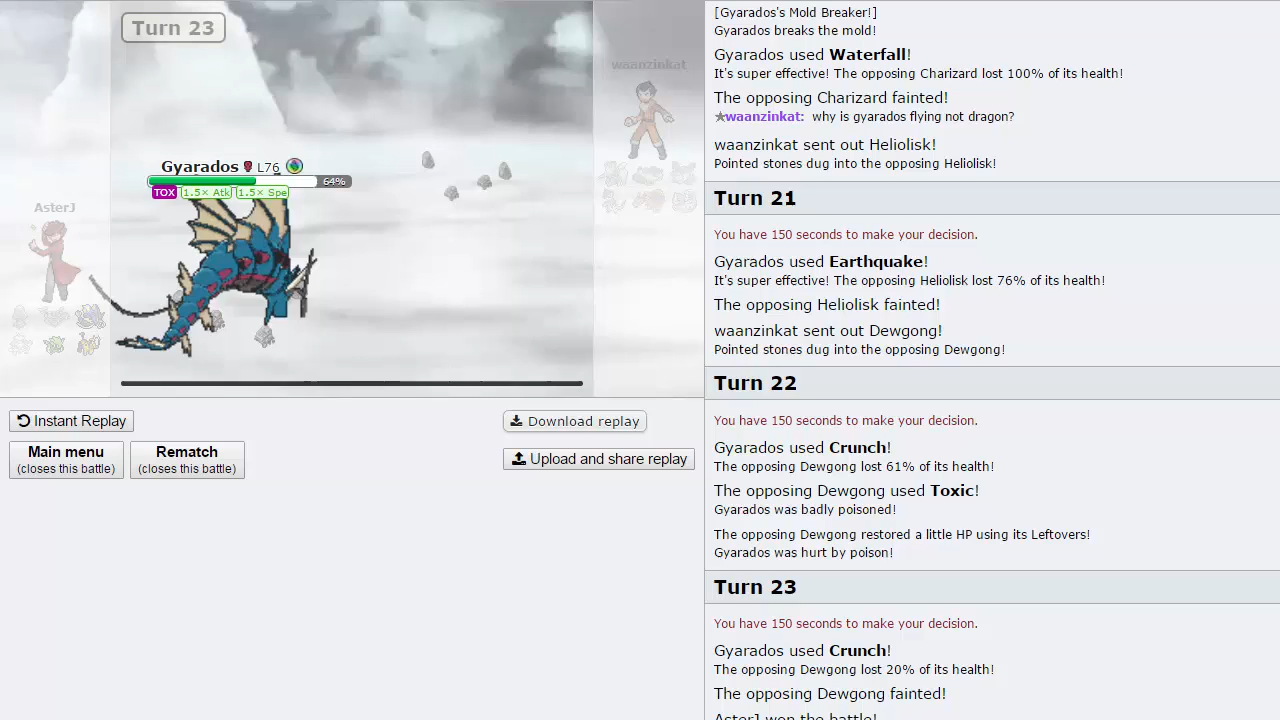 Turn 23
waanzinkat
Gyarados L76
64%
TOX 1.5× Atk 1.5× Spe
AsterJ
Instant Replay
Download replay
Main menu
(closes this battle)
Rematch
(closes this battle)
Upload and share replay
[Gyarados's Mold Breaker!]
Gyarados breaks the mold!
Gyarados used Waterfall!
It's super effective! The opposing Charizard lost 100% of its health!
The opposing Charizard fainted!
★waanzinkat: why is gyarados flying not dragon?
waanzinkat sent out Heliolisk!
Pointed stones dug into the opposing Heliolisk!
Turn 21
You have 150 seconds to make your decision.
Gyarados used Earthquake!
It's super effective! The opposing Heliolisk lost 76% of its health!
The opposing Heliolisk fainted!
waanzinkat sent out Dewgong!
Pointed stones dug into the opposing Dewgong!
Turn 22
You have 150 seconds to make your decision.
Gyarados used Crunch!
The opposing Dewgong lost 61% of its health!
The opposing Dewgong used Toxic!
Gyarados was badly poisoned!
The opposing Dewgong restored a little HP using its Leftovers!
Gyarados was hurt by poison!
Turn 23
You have 150 seconds to make your decision.
Gyarados used Crunch!
The opposing Dewgong lost 20% of its health!
The opposing Dewgong fainted!
AsterJ won the battle!